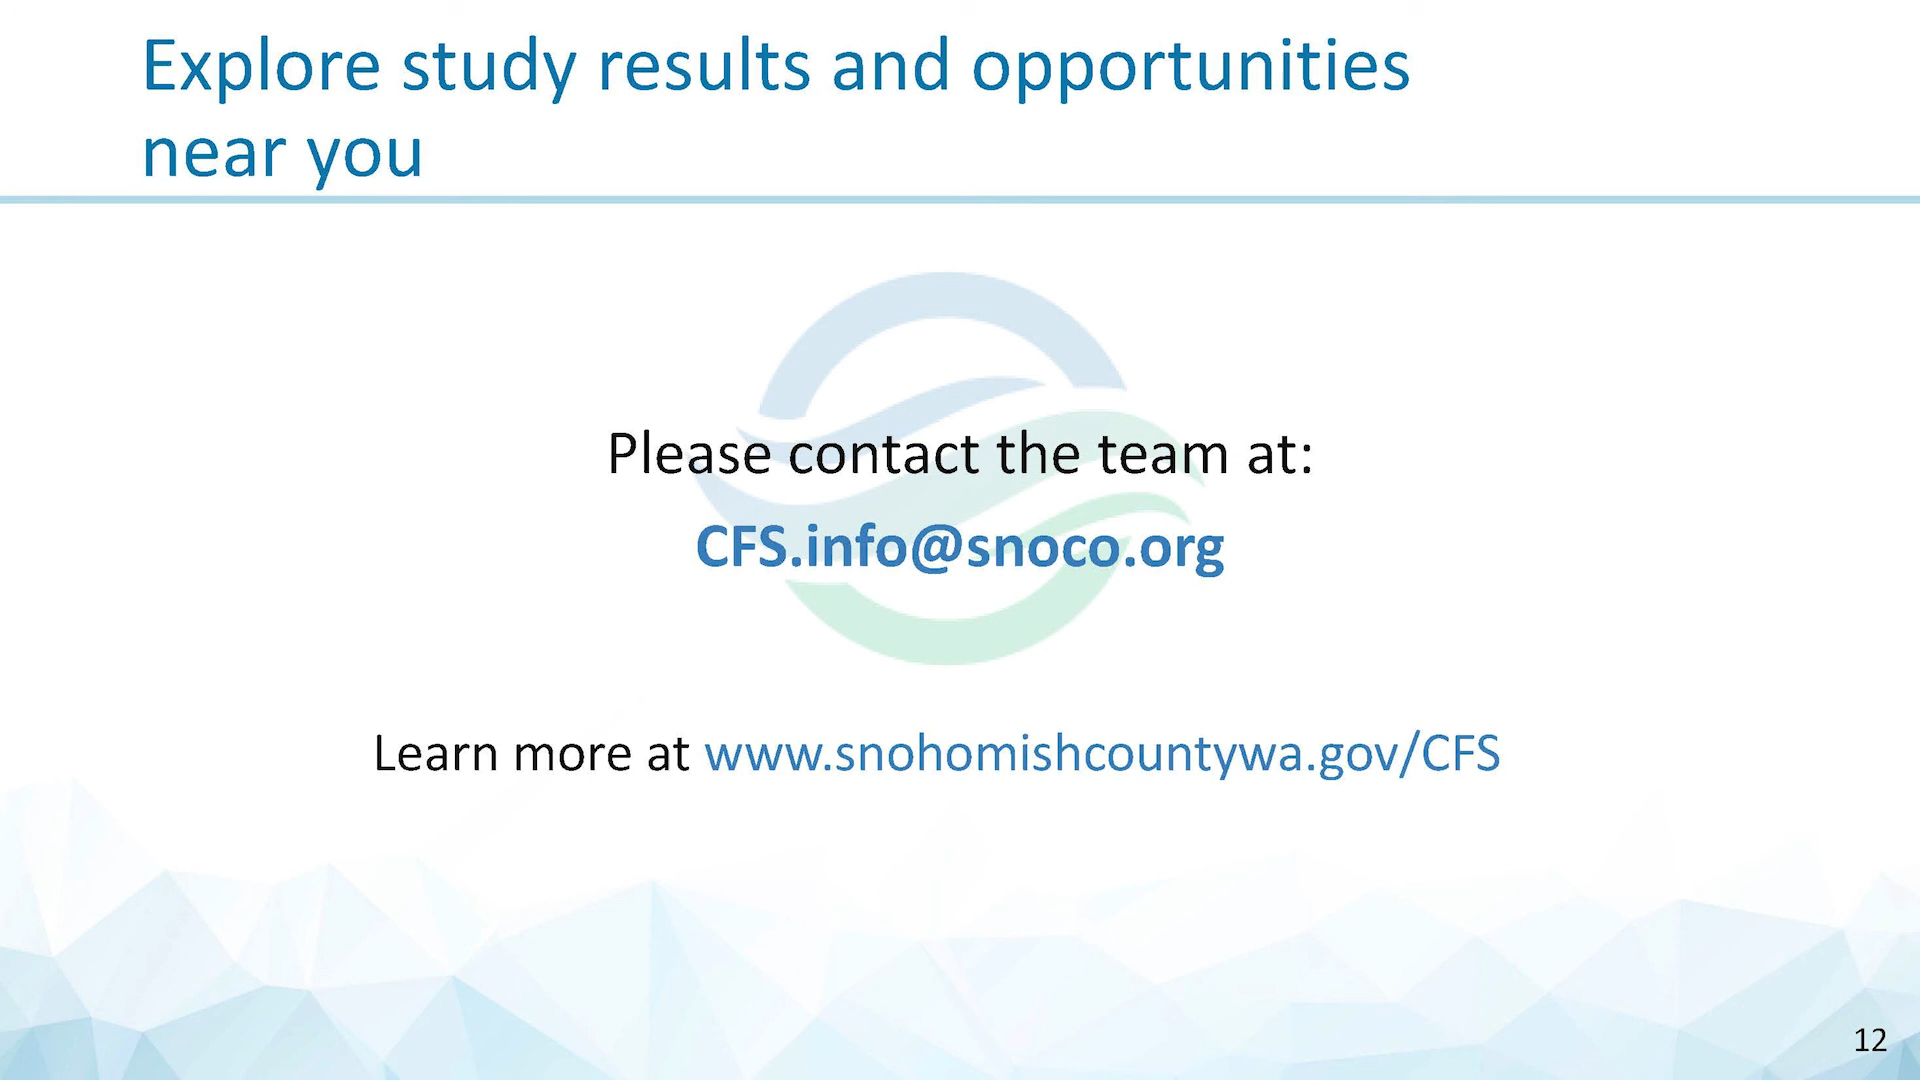 Explore study results and opportunities
near you
Please contact the team at:
CFS.info@snoco.org
Learn more at www.snohomishcountywa.gov/CFS
12